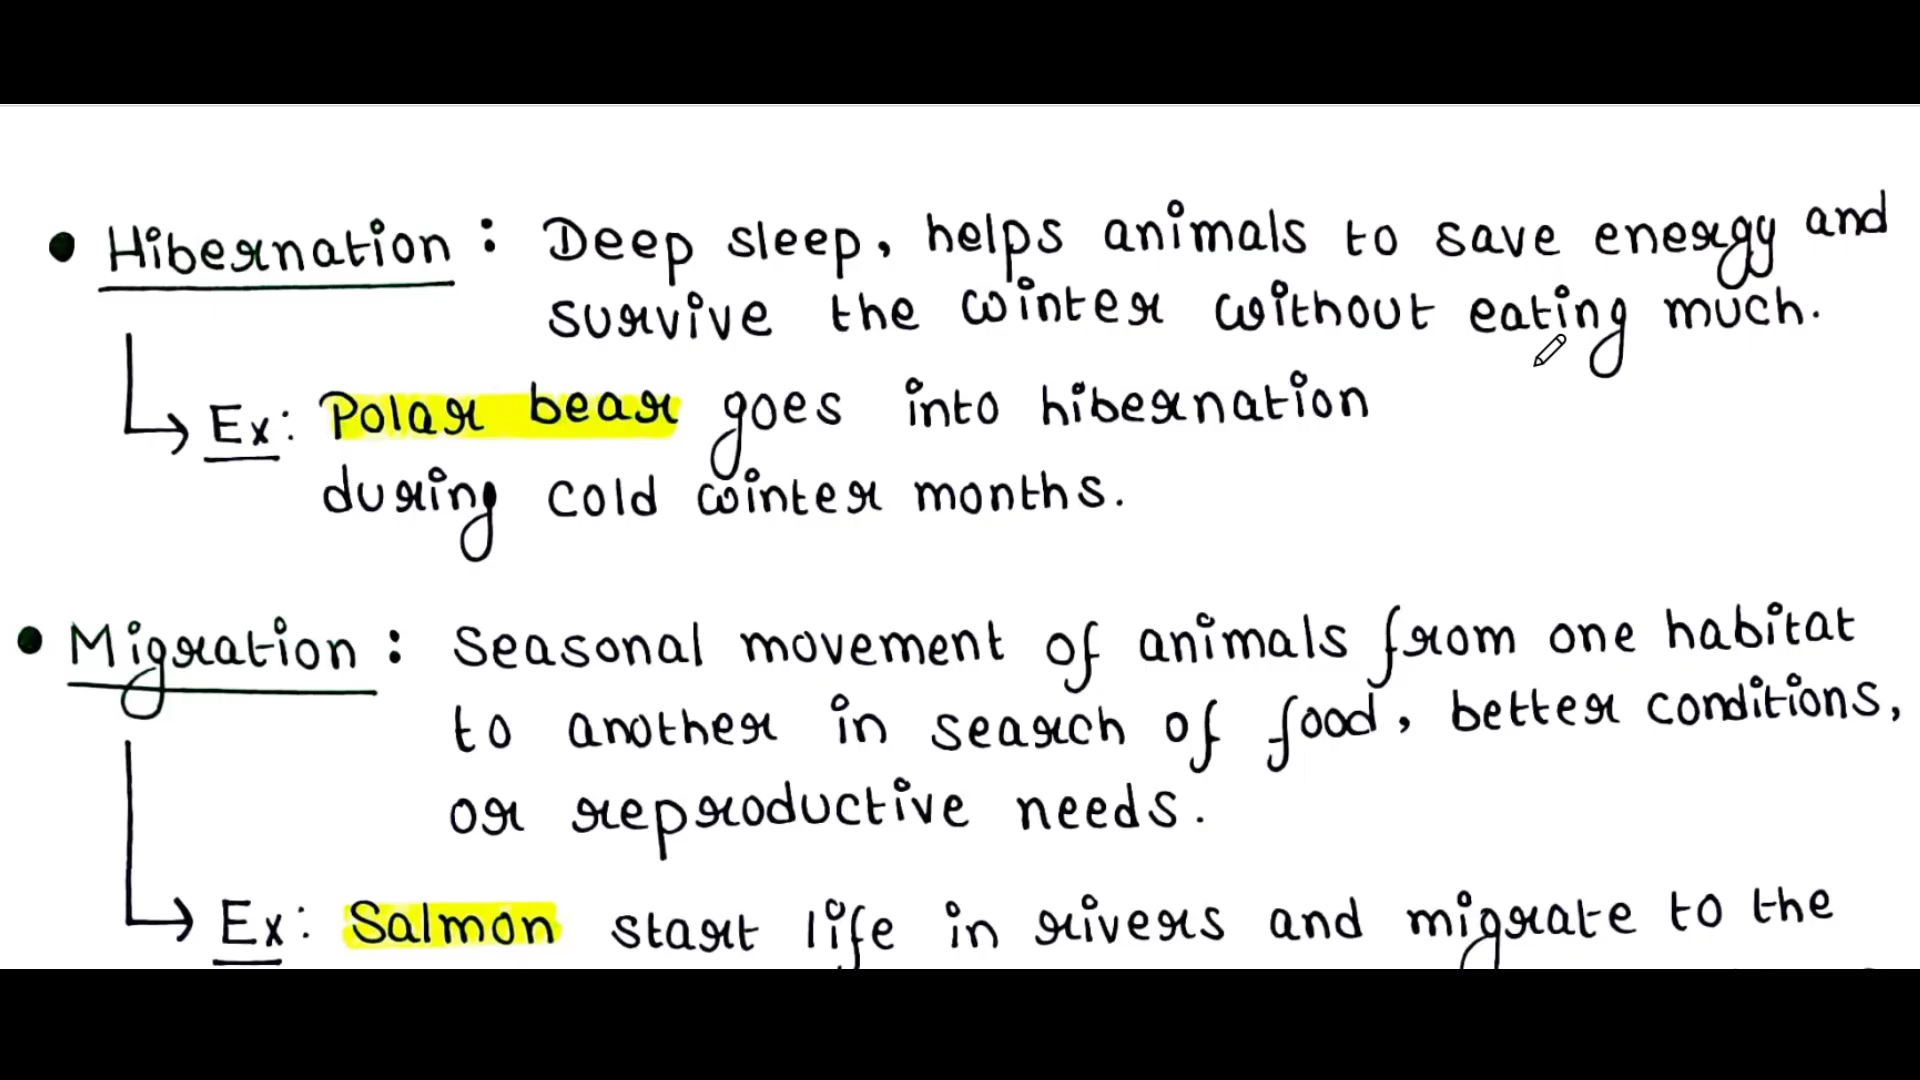 • Hibernation : Deep sleep, helps animals to save energy and
survive the winter without eating much.
Ex: Polar bear goes into hibernation
during cold winter months.
• Migration : Seasonal movement of animals from one habitat
to another in search of food, better conditions,
or reproductive needs.
Ex: Salmon start life in rivers and migrate to the